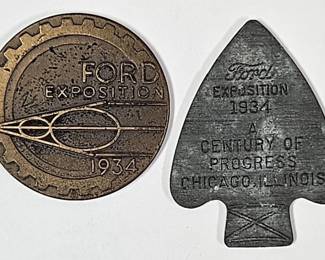 FORD
EXPOSITION
1934
Ford
EXPOSITION
1934
A
CENTURY OF
PROGRESS
CHICAGO, ILLINOIS